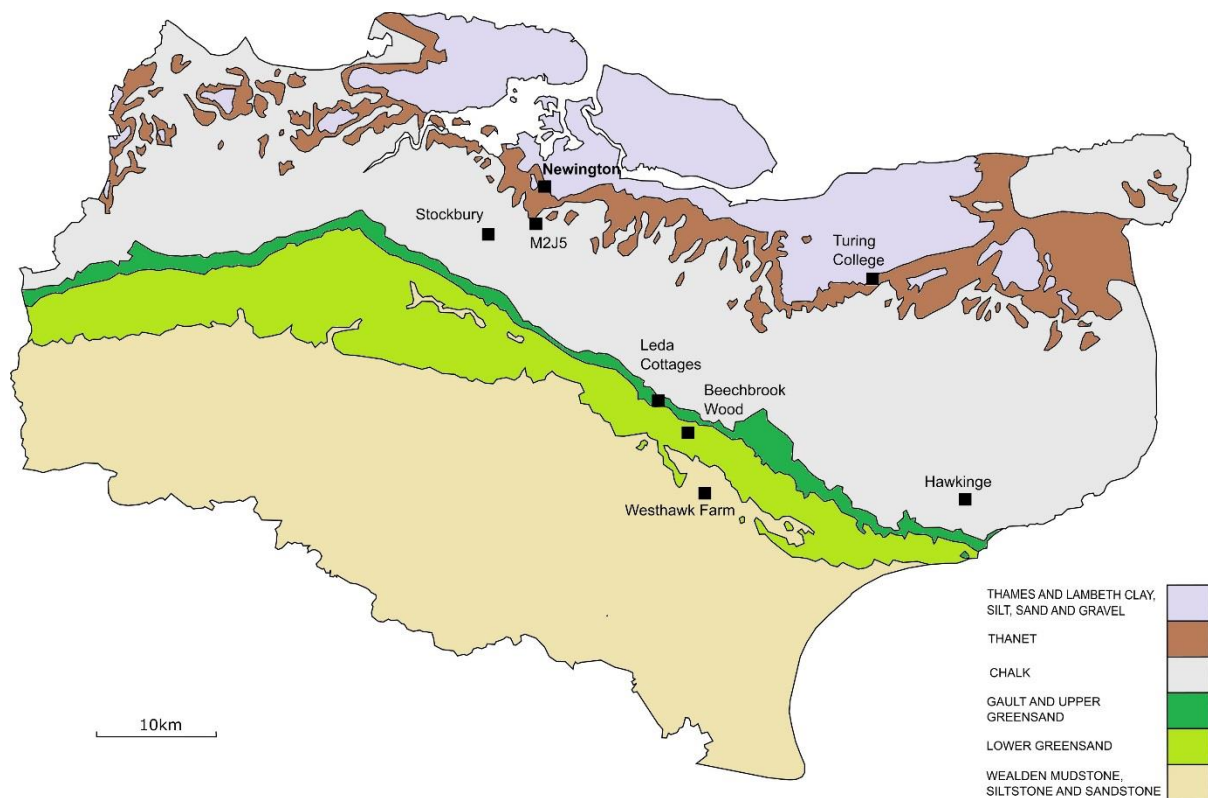 Newington
Stockbury
M2J5
Turing
College
Leda
Cottages
Beechbrook
Wood
Hawkinge
Westhawk Farm
THAMES AND LAMBETH CLAY,
SILT, SAND AND GRAVEL
THANET
CHALK
GAULT AND UPPER
GREENSAND
LOWER GREENSAND
WEALDEN MUDSTONE,
SILTSTONE AND SANDSTONE
10km